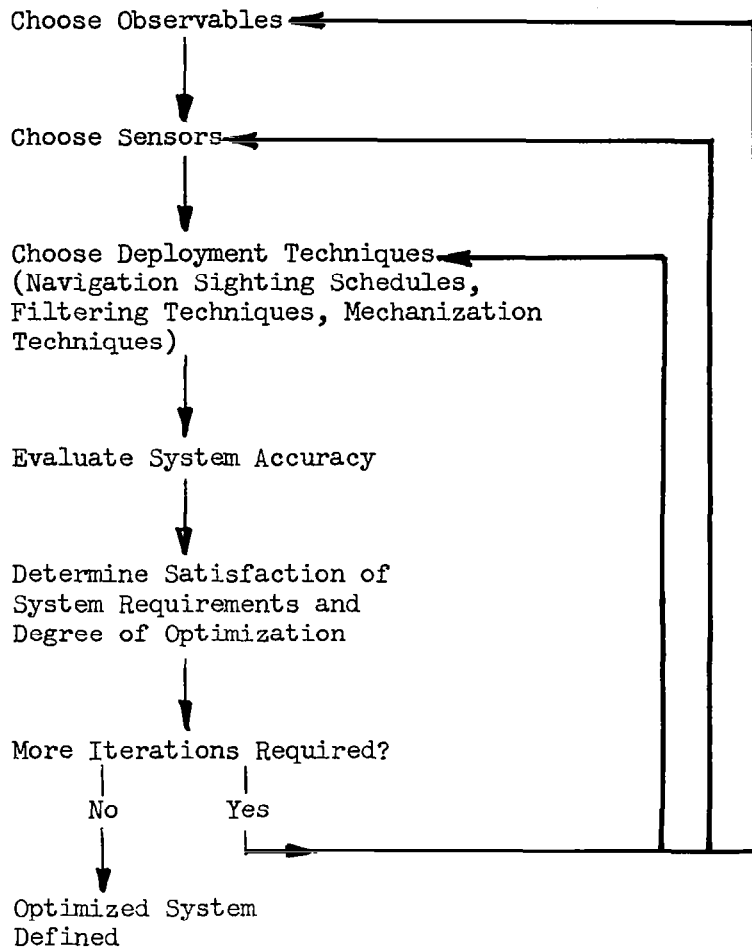 Choose Observables
Choose Sensors
Choose Deployment Techniques
(Navigation Sighting Schedules,
Filtering Techniques, Mechanization
Techniques)
Evaluate System Accuracy
Determine Satisfaction of
System Requirements and
Degree of Optimization
More Iterations Required?
No Yes
Optimized System
Defined